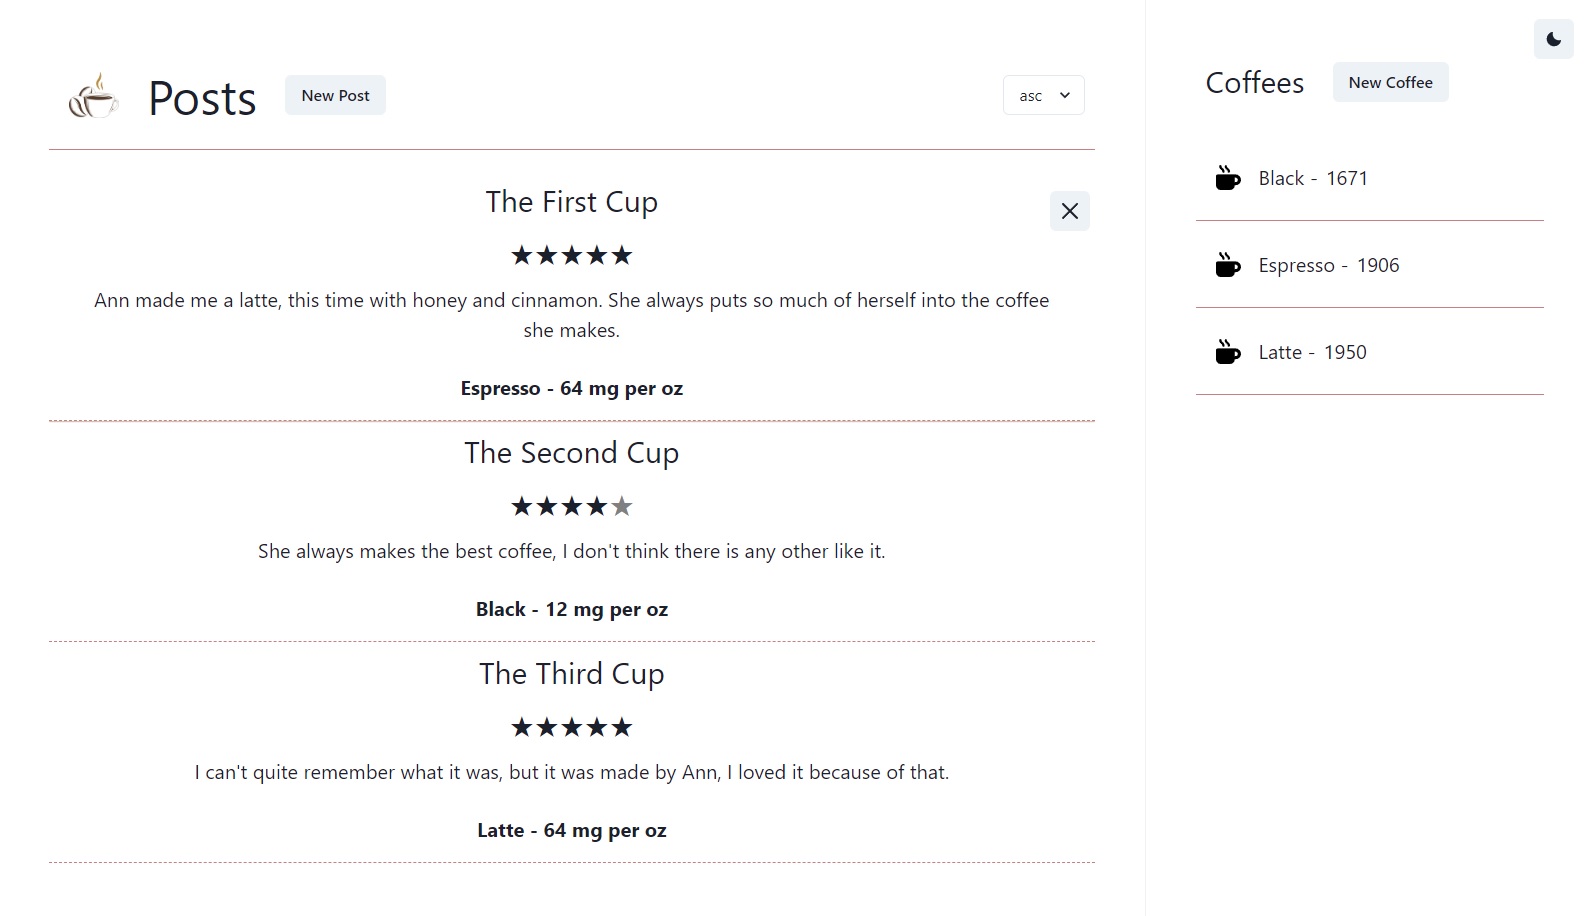 Posts
New Post
asc
The First Cup
★★★★★
Ann made me a latte, this time with honey and cinnamon. She always puts so much of herself into the coffee
she makes.
Espresso - 64 mg per oz
The Second Cup
★★★★★
She always makes the best coffee, I don't think there is any other like it.
Black - 12 mg per oz
The Third Cup
★★★★★
I can't quite remember what it was, but it was made by Ann, I loved it because of that.
Latte - 64 mg per oz
Coffees
New Coffee
Black - 1671
Espresso - 1906
Latte - 1950